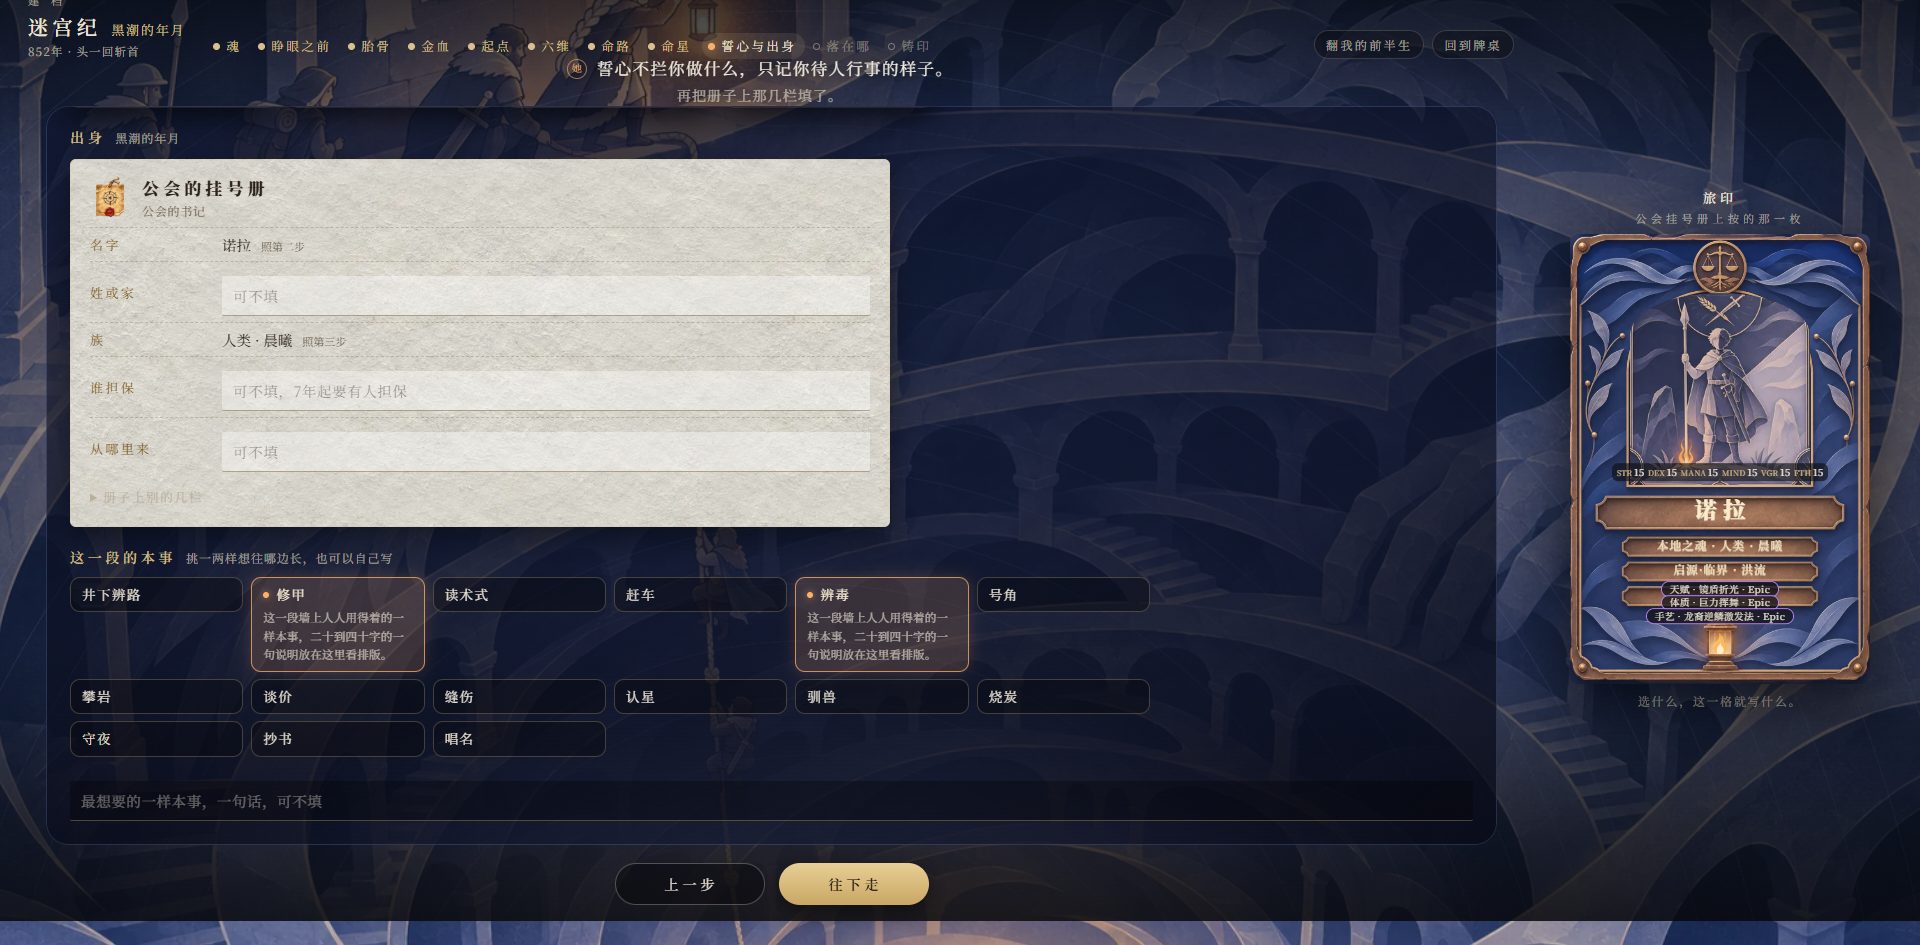 建 档
迷宫纪 黑潮的年月
852年 · 头一回斩首
魂 睁眼之前 胎骨 金血 起点 六维 命路 命星 誓心与出身 落在哪 铸印
翻我的前半生 回到牌桌
她 誓心不拦你做什么，只记你待人行事的样子。
再把册子上那几栏填了。
出身 黑潮的年月
公会的挂号册
公会的书记
名字 诺拉 照第二步
姓或家 可不填
族 人类 · 晨曦 照第三步
谁担保 可不填，7年起要有人担保
从哪里来 可不填
▶ 册子上别的几栏
这一段的本事 挑一两样想往哪边长，也可以自己写
井下辨路
修甲
这一段墙上人人用得着的一
样本事，二十到四十字的一
句说明放在这里看排版。
读术式
赶车
辨毒
这一段墙上人人用得着的一
样本事，二十到四十字的一
句说明放在这里看排版。
号角
攀岩 谈价 缝伤 认星 驯兽 烧炭
守夜 抄书 唱名
最想要的一样本事，一句话，可不填
上一步 往下走
旅印
公会挂号册上按的那一枚
STR 15 DEX 15 MANA 15 MIND 15 VGR 15 FTH 15
诺拉
本地之魂 · 人类 · 晨曦
启源·临界 · 洪流
天赋 · 镜盾折光 · Epic
体质 · 巨力挥舞 · Epic
手艺 · 龙裔逆鳞激发法 · Epic
选什么，这一格就写什么。